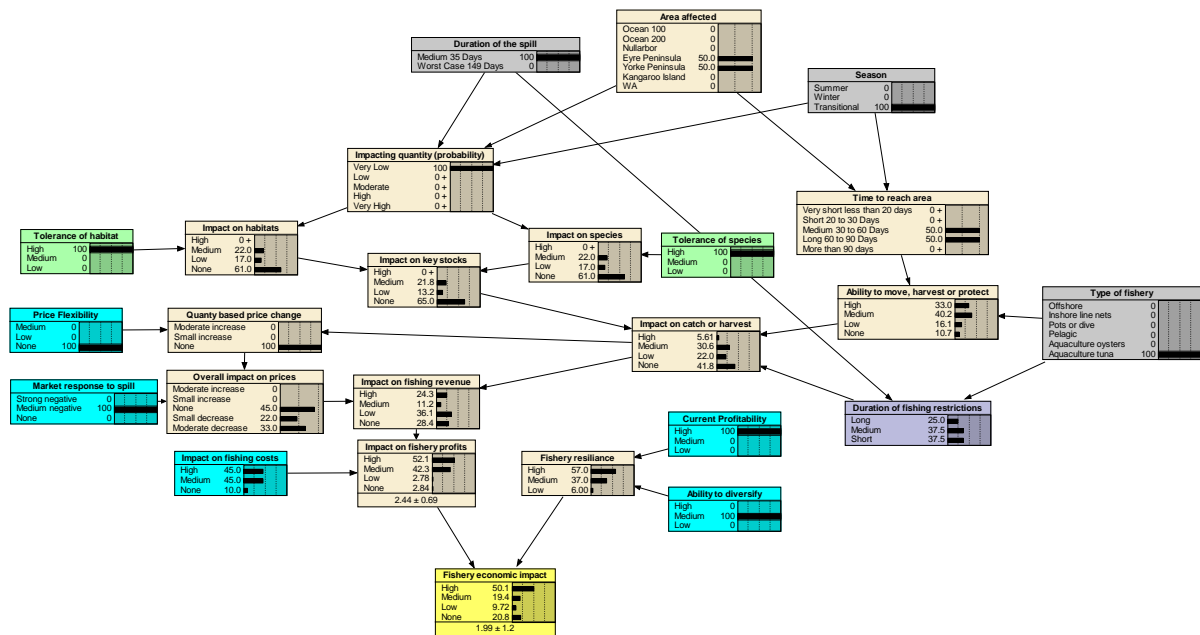 Area affected
Ocean 100 0
Ocean 200 0
Nullarbor 0
Eyre Peninsula 50.0
Yorke Peninsula 50.0
Kangaroo Island 0
WA 0
Duration of the spill
Medium 35 Days 100
Worst Case 149 Days 0
Season
Summer 0
Winter 0
Transitional 100
Impacting quantity (probability)
Very Low 100
Low 0 +
Moderate 0 +
High 0 +
Very High 0 +
Time to reach area
Very short less than 20 days 0 +
Short 20 to 30 Days 0 +
Medium 30 to 60 Days 50.0
Long 60 to 90 Days 50.0
More than 90 days 0 +
Tolerance of habitat
High 100
Medium 0
Low 0
Impact on habitats
High 0 +
Medium 22.0
Low 17.0
None 61.0
Impact on species
High 0 +
Medium 22.0
Low 17.0
None 61.0
Tolerance of species
High 100
Medium 0
Low 0
Impact on key stocks
High 0 +
Medium 21.8
Low 13.2
None 65.0
Ability to move, harvest or protect
High 33.0
Medium 40.2
Low 16.1
None 10.7
Type of fishery
Offshore 0
Inshore line nets 0
Pots or dive 0
Pelagic 0
Aquaculture oysters 0
Aquaculture tuna 100
Price Flexibility
Medium 0
Low 0
None 100
Quanty based price change
Moderate increase 0
Small increase 0
None 100
Impact on catch or harvest
High 5.61
Medium 30.6
Low 22.0
None 41.8
Market response to spill
Strong negative 0
Medium negative 100
None 0
Overall impact on prices
Moderate increase 0
Small increase 0
None 45.0
Small decrease 22.0
Moderate decrease 33.0
Impact on fishing revenue
High 24.3
Medium 11.2
Low 36.1
None 28.4
Duration of fishing restrictions
Long 25.0
Medium 37.5
Short 37.5
Current Profitability
High 100
Medium 0
Low 0
Impact on fishing costs
High 45.0
Medium 45.0
None 10.0
Impact on fishery profits
High 52.1
Medium 42.3
Low 2.78
None 2.84
2.44 ± 0.69
Fishery resiliance
High 57.0
Medium 37.0
Low 6.00
Ability to diversify
High 0
Medium 100
Low 0
Fishery economic impact
High 50.1
Medium 19.4
Low 9.72
None 20.8
1.99 ± 1.2